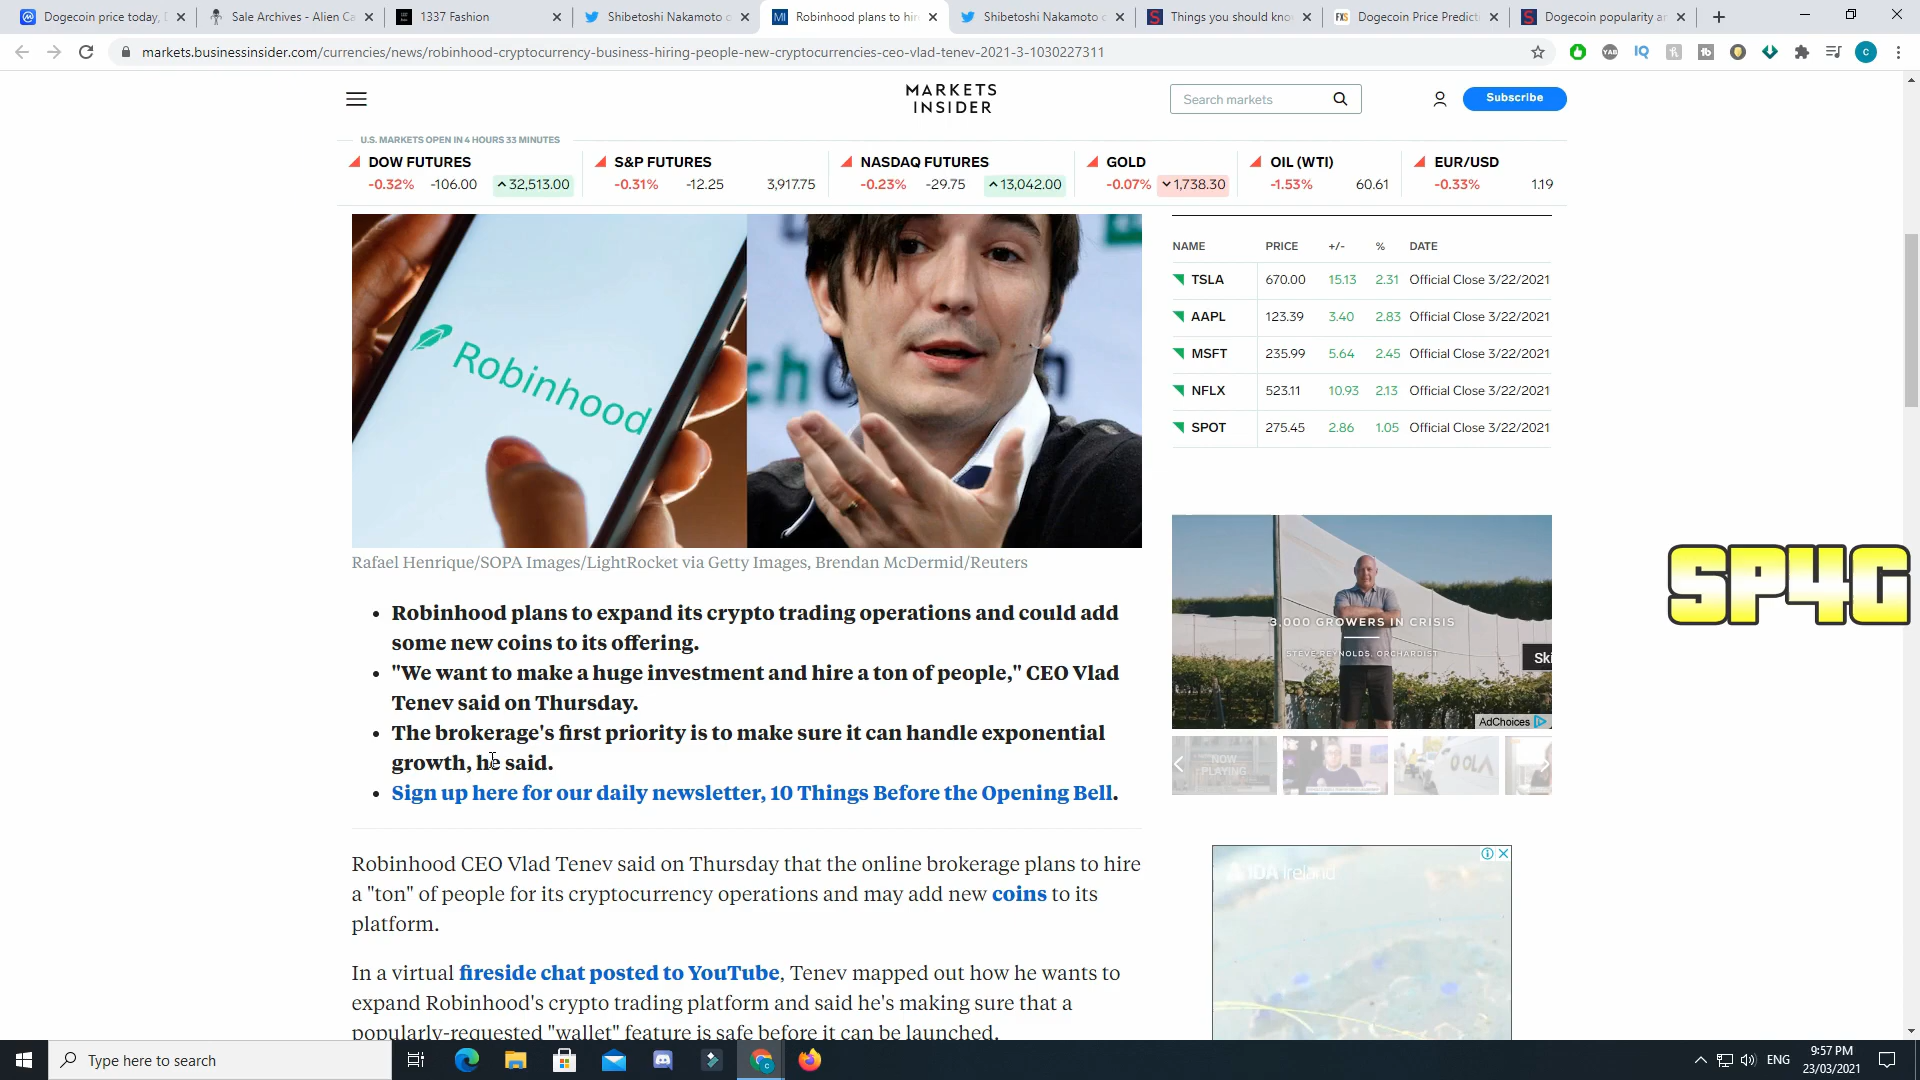 Dogecoin price today,
Sale Archives - Alien Ca
1337 Fashion
Shibetoshi Nakamoto
Robinhood plans to hir
Shibetoshi Nakamoto
Things you should kno
Dogecoin Price Predicti
Dogecoin popularity a
markets.businessinsider.com/currencies/news/robinhood-cryptocurrency-business-hiring-people-new-cryptocurrencies-ceo-vlad-tenev-2021-3-1030227311
MARKETS
INSIDER
Search markets
Subscribe
U.S. MARKETS OPEN IN 4 HOURS 33 MINUTES
DOW FUTURES
-0.32% -106.00 32,513.00
S&P FUTURES
-0.31% -12.25 3,917.75
NASDAQ FUTURES
-0.23% -29.75 13,042.00
GOLD
-0.07% 1,738.30
OIL (WTI)
-1.53% 60.61
EUR/USD
-0.33% 1.19
Robinhood
Rafael Henrique/SOPA Images/LightRocket via Getty Images, Brendan McDermid/Reuters
• Robinhood plans to expand its crypto trading operations and could add
some new coins to its offering.
• "We want to make a huge investment and hire a ton of people," CEO Vlad
Tenev said on Thursday.
• The brokerage's first priority is to make sure it can handle exponential
growth, he said.
• Sign up here for our daily newsletter, 10 Things Before the Opening Bell.
Robinhood CEO Vlad Tenev said on Thursday that the online brokerage plans to hire
a "ton" of people for its cryptocurrency operations and may add new coins to its
platform.
In a virtual fireside chat posted to YouTube, Tenev mapped out how he wants to
expand Robinhood's crypto trading platform and said he's making sure that a
popularly-requested "wallet" feature is safe before it can be launched.
NAME PRICE +/- % DATE
TSLA 670.00 15.13 2.31 Official Close 3/22/2021
AAPL 123.39 3.40 2.83 Official Close 3/22/2021
MSFT 235.99 5.64 2.45 Official Close 3/22/2021
NFLX 523.11 10.93 2.13 Official Close 3/22/2021
SPOT 275.45 2.86 1.05 Official Close 3/22/2021
3,000 GROWERS IN CRISIS
STEVE REYNOLDS, ORCHARDIST
Ski
AdChoices
NOW
PLAYING
IDA Ireland
SP4G
Type here to search
ENG
9:57 PM
23/03/2021